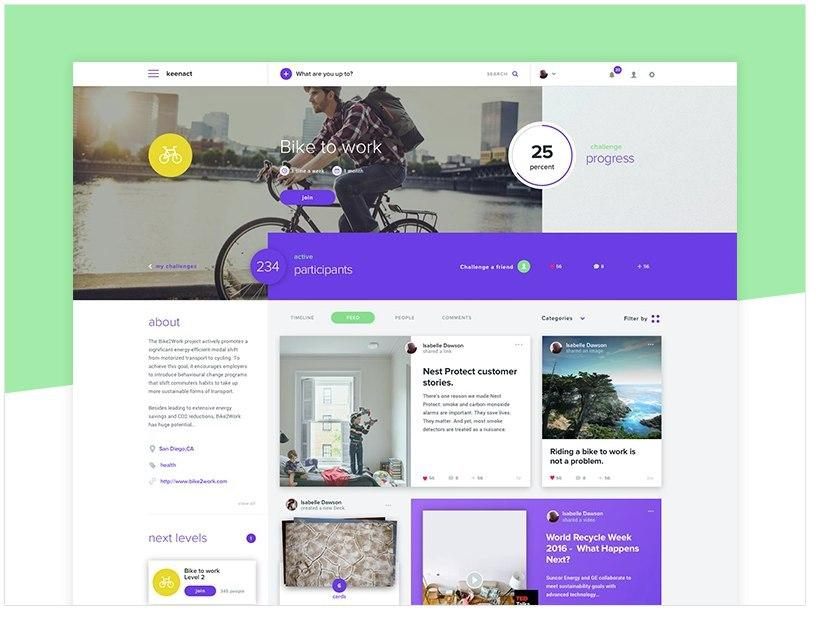 keenact
What are you up to?
SEARCH
Bike to work
1 time a week
1 month
join
25
percent
challenge
progress
my challenges
234
active
participants
Challenge a friend
56
8
56
about
The Bike2Work project actively promotes a
significant energy-efficient modal shift
from motorized transport to cycling. To
achieve this goal, it encourages employers
to introduce behavioural change programs
that shift commuters habits to take up
more sustainable forms of transport.
Besides leading to extensive energy
savings and CO2 reductions, Bike2Work
has huge potential..
San Diego,CA
health
http://www.bike2work.com
view all
next levels
1
Bike to work
Level 2
join
345 people
TIMELINE
FEED
PEOPLE
COMMENTS
Categories
Filter by
Isabelle Dawson
shared a link
Nest Protect customer
stories.
There's one reason we made Nest
Protect: smoke and carbon monoxide
alarms are important. They save lives.
They matter. And yet, most smoke
detectors are treated as a nuisance.
56
8
56
Isabelle Dawson
shared an image
Riding a bike to work is
not a problem.
56
8
56
Isabelle Dawson
created a new Deck
6
cards
TED
Talks
Isabelle Dawson
shared a video
World Recycle Week
2016 - What Happens
Next?
Suncor Energy and GE collaborate to
meet sustainability goals with
advanced technology...